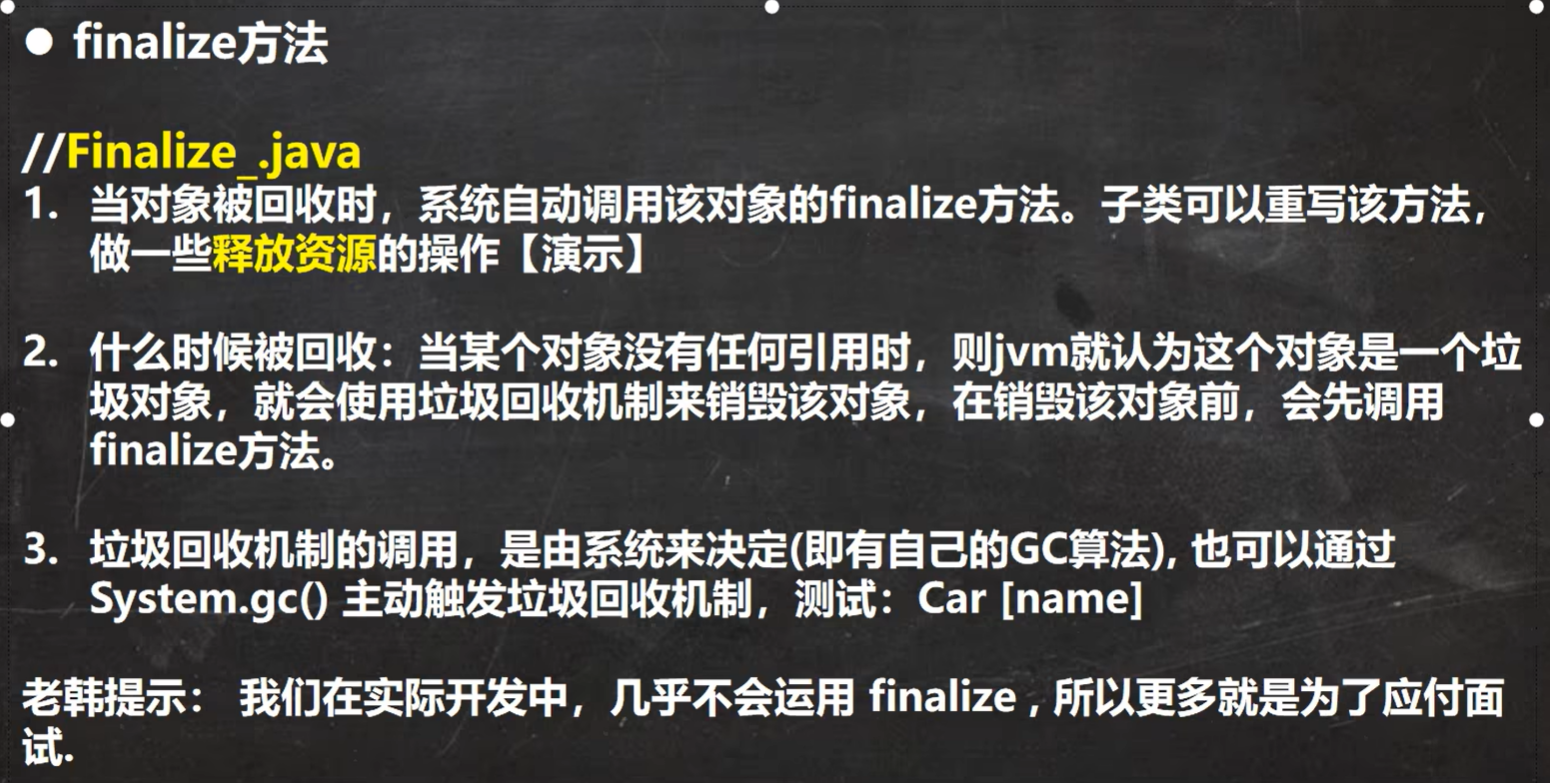 ● finalize方法
//Finalize_.java
1. 当对象被回收时，系统自动调用该对象的finalize方法。子类可以重写该方法，
做一些释放资源的操作【演示】
2. 什么时候被回收：当某个对象没有任何引用时，则jvm就认为这个对象是一个垃
圾对象，就会使用垃圾回收机制来销毁该对象，在销毁该对象前，会先调用
finalize方法。
3. 垃圾回收机制的调用，是由系统来决定(即有自己的GC算法), 也可以通过
System.gc() 主动触发垃圾回收机制，测试：Car [name]
老韩提示： 我们在实际开发中，几乎不会运用 finalize , 所以更多就是为了应付面
试.